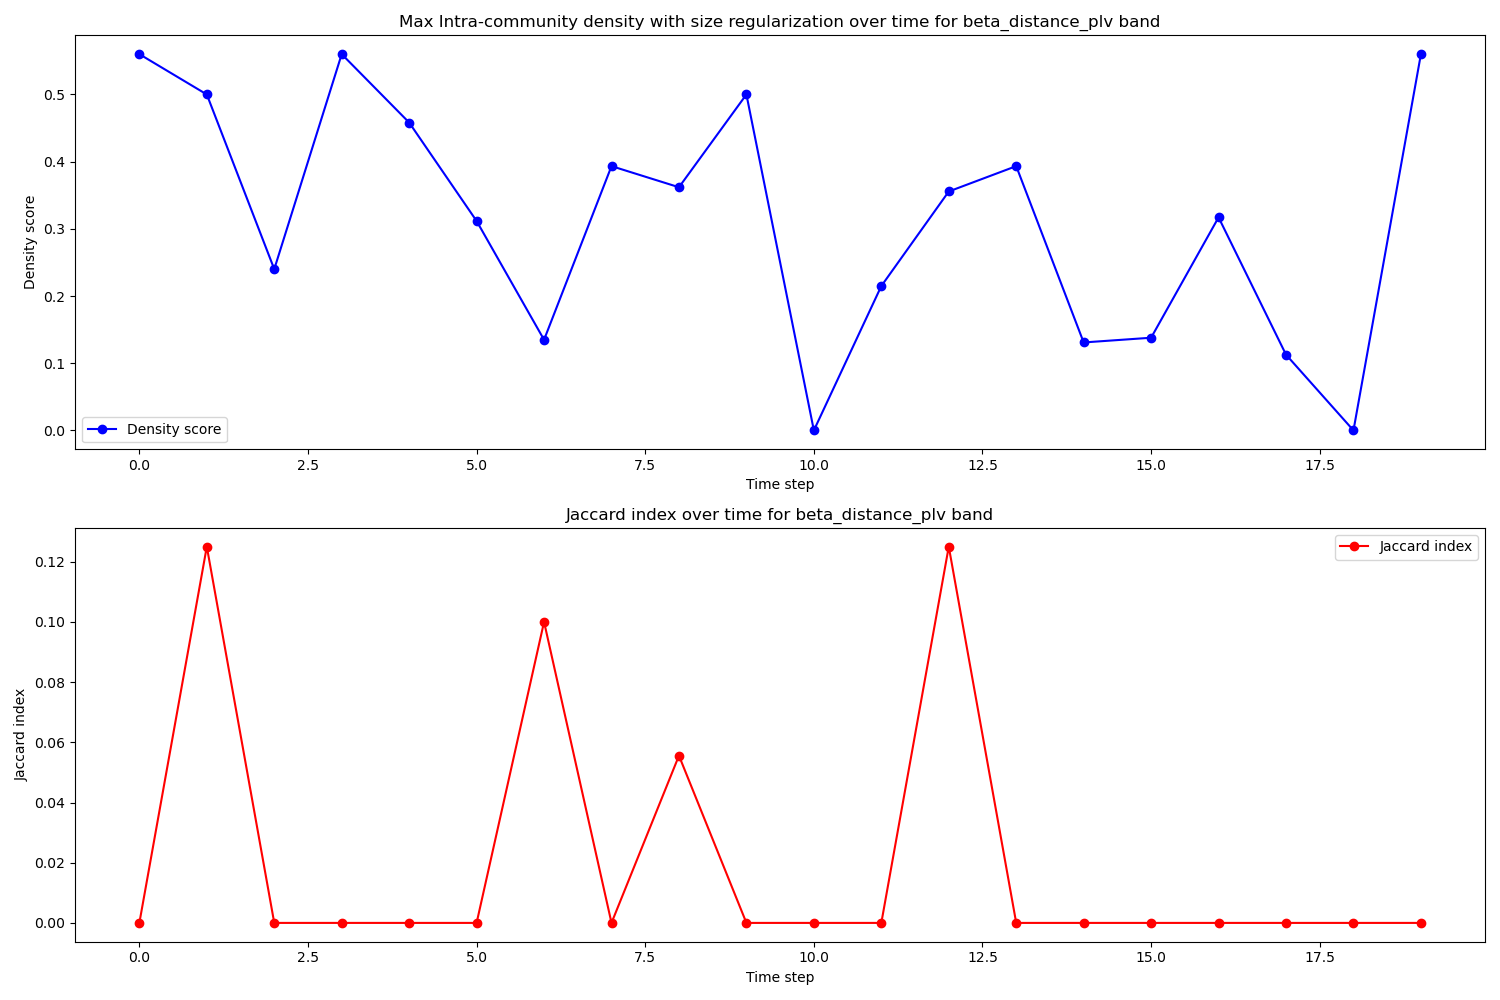 Max Intra-community density with size regularization over time for beta_distance_plv band
Density score
0.5
0.4
0.3
0.2
0.1
0.0
Density score
0.0 2.5 5.0 7.5 10.0 12.5 15.0 17.5
Time step
Jaccard index over time for beta_distance_plv band
Jaccard index
0.12
0.10
0.08
0.06
0.04
0.02
0.00
Jaccard index
0.0 2.5 5.0 7.5 10.0 12.5 15.0 17.5
Time step